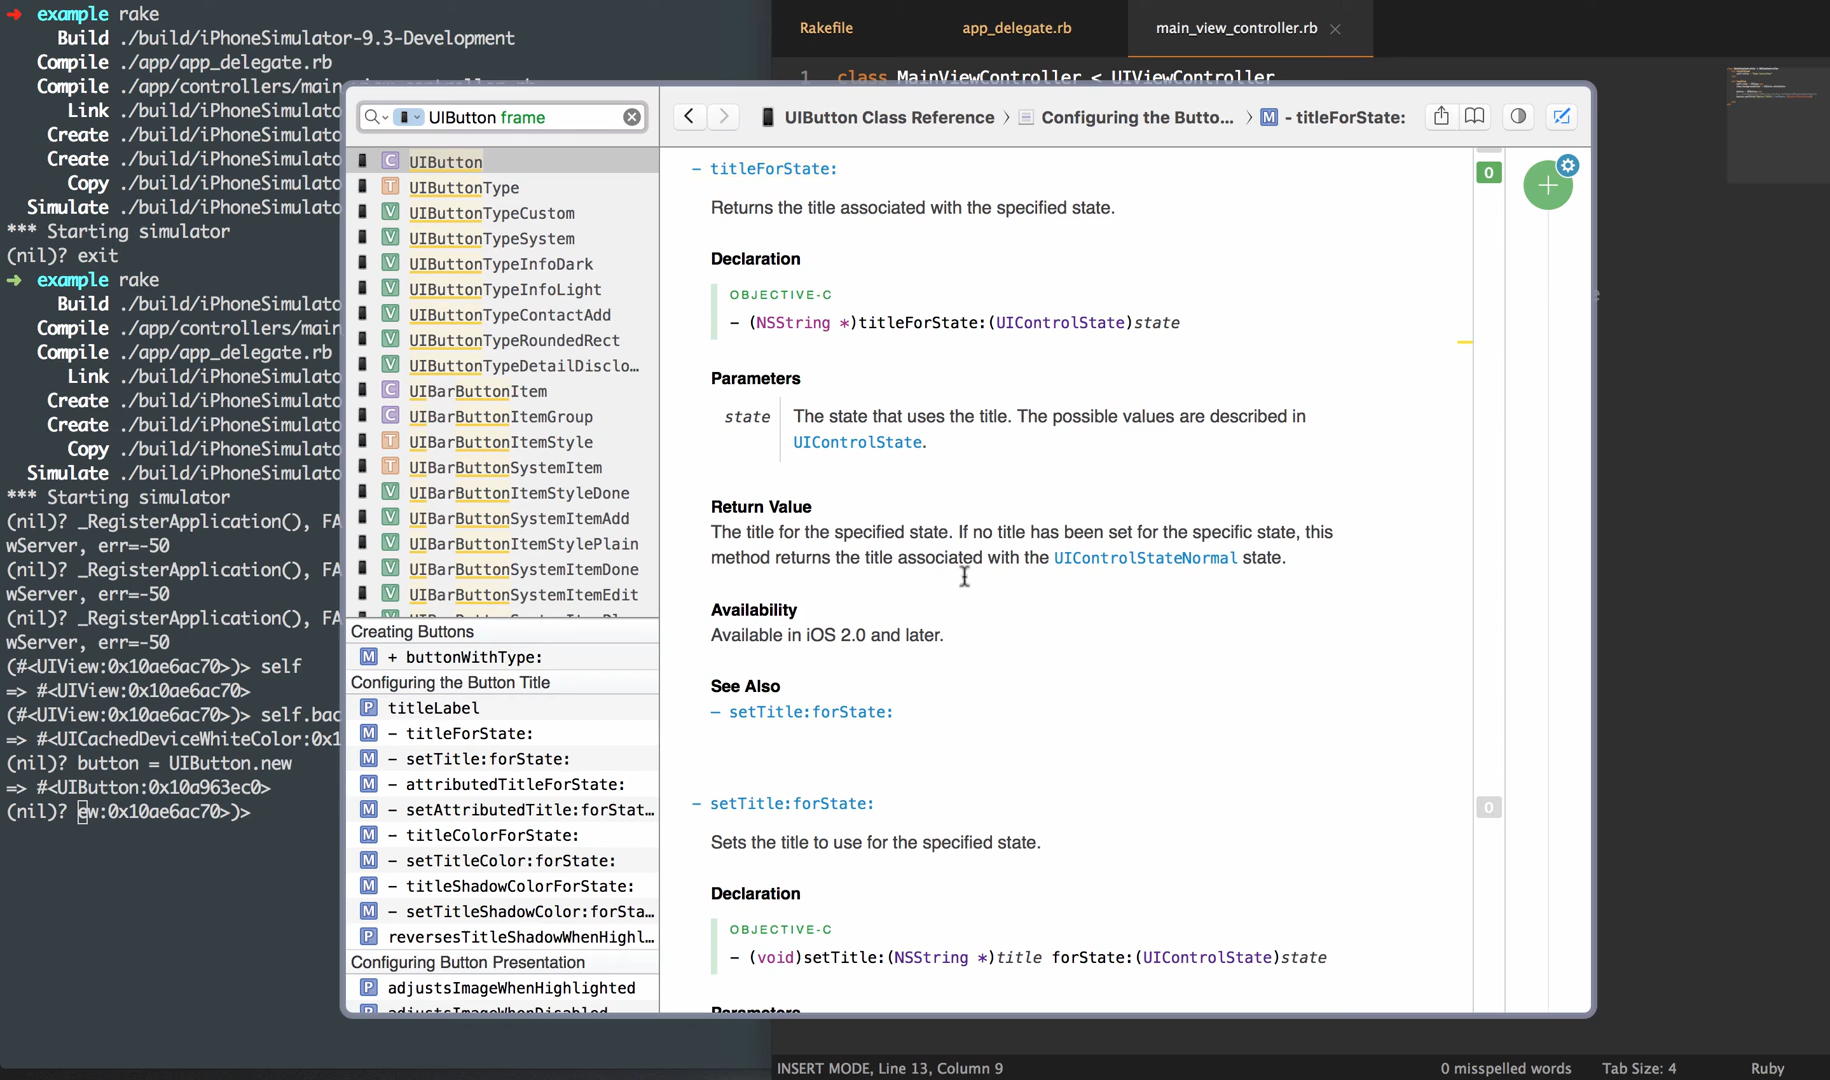 ➜ example rake
Build ./build/iPhoneSimulator-9.3-Development
Compile ./app/app_delegate.rb
Compile ./app/controllers/main
Link ./build/iPhoneSimulato
Create ./build/iPhoneSimulato
Create ./build/iPhoneSimulato
Copy ./build/iPhoneSimulato
Simulate ./build/iPhoneSimulato
*** Starting simulator
(nil)? exit
➜ example rake
Build ./build/iPhoneSimulato
Compile ./app/controllers/mair
Compile ./app/app_delegate.rb
Link ./build/iPhoneSimulato
Create ./build/iPhoneSimulato
Create ./build/iPhoneSimulato
Copy ./build/iPhoneSimulato
Simulate ./build/iPhoneSimulato
*** Starting simulator
(nil)? _RegisterApplication(), FA
wServer, err=-50
(nil)? _RegisterApplication(), FA
wServer, err=-50
(nil)? _RegisterApplication(), FA
wServer, err=-50
(#<UIView:0x10ae6ac70>)> self
=> #<UIView:0x10ae6ac70>
(#<UIView:0x10ae6ac70>)> self.bac
=> #<UICachedDeviceWhiteColor:0x1
(nil)? button = UIButton.new
=> #<UIButton:0x10a963ec0>
(nil)? ew:0x10ae6ac70>)>
Rakefile
app_delegate.rb
main_view_controller.rb
1 class MainViewController < UIViewController
UIButton frame
UIButton
UIButtonType
UIButtonTypeCustom
UIButtonTypeSystem
UIButtonTypeInfoDark
UIButtonTypeInfoLight
UIButtonTypeContactAdd
UIButtonTypeRoundedRect
UIButtonTypeDetailDisclo…
UIBarButtonItem
UIBarButtonItemGroup
UIBarButtonItemStyle
UIBarButtonSystemItem
UIBarButtonItemStyleDone
UIBarButtonSystemItemAdd
UIBarButtonItemStylePlain
UIBarButtonSystemItemDone
UIBarButtonSystemItemEdit
Creating Buttons
M + buttonWithType:
Configuring the Button Title
P titleLabel
M - titleForState:
M - setTitle:forState:
M - attributedTitleForState:
M - setAttributedTitle:forStat…
M - titleColorForState:
M - setTitleColor:forState:
M - titleShadowColorForState:
M - setTitleShadowColor:forSta…
P reversesTitleShadowWhenHighl…
Configuring Button Presentation
P adjustsImageWhenHighlighted
adjustsImageWhenDisabled
UIButton Class Reference › Configuring the Butto... › M - titleForState:
- titleForState:
0
Returns the title associated with the specified state.
Declaration
OBJECTIVE-C
- (NSString *)titleForState:(UIControlState)state
Parameters
state
The state that uses the title. The possible values are described in
UIControlState.
Return Value
The title for the specified state. If no title has been set for the specific state, this
method returns the title associated with the UIControlStateNormal state.
Availability
Available in iOS 2.0 and later.
See Also
- setTitle:forState:
- setTitle:forState:
0
Sets the title to use for the specified state.
Declaration
OBJECTIVE-C
- (void)setTitle:(NSString *)title forState:(UIControlState)state
Parameters
INSERT MODE, Line 13, Column 9
0 misspelled words
Tab Size: 4
Ruby